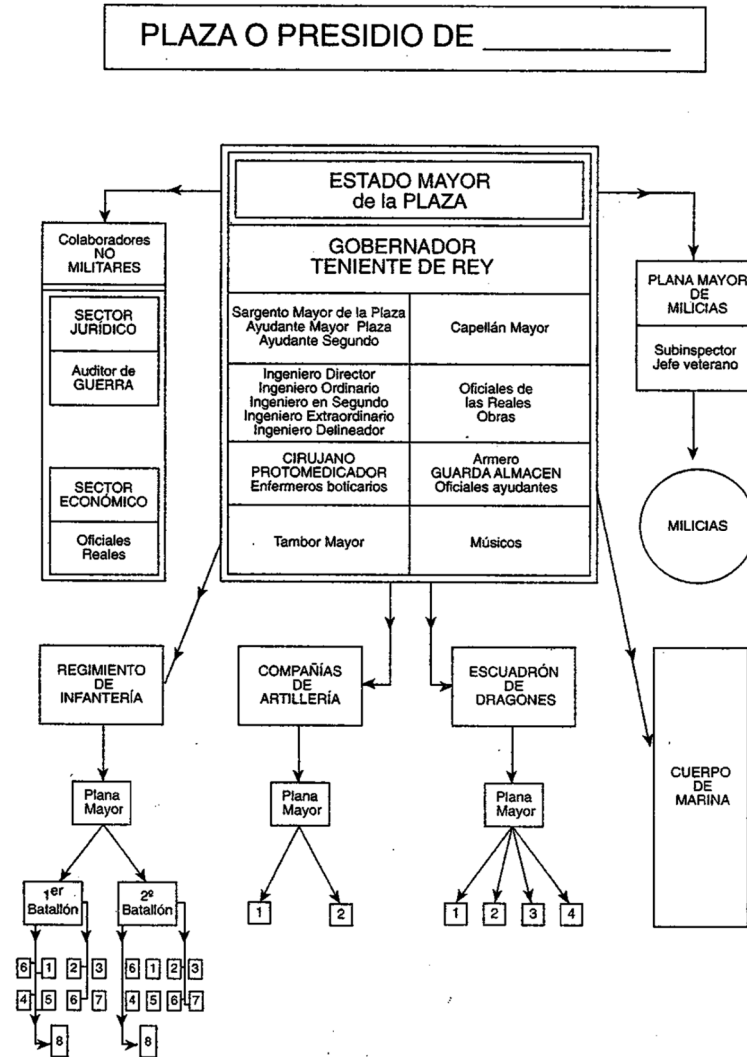 PLAZA O PRESIDIO DE
ESTADO MAYOR
de la PLAZA
GOBERNADOR
TENIENTE DE REY
Sargento Mayor de la Plaza
Ayudante Mayor Plaza
Ayudante Segundo
Capellán Mayor
Ingeniero Director
Ingeniero Ordinario
Ingeniero en Segundo
Ingeniero Extraordinario
Ingeniero Delineador
Oficiales de
las Reales
Obras
CIRUJANO
PROTOMEDICADOR
Enfermeros boticarios
Armero
GUARDA ALMACEN
Oficiales ayudantes
Tambor Mayor
Músicos
Colaboradores
NO
MILITARES
SECTOR
JURÍDICO
Auditor de
GUERRA
SECTOR
ECONÓMICO
Oficiales
Reales
PLANA MAYOR
DE
MILICIAS
Subinspector
Jefe veterano
MILICIAS
REGIMIENTO
DE
INFANTERÍA
Plana
Mayor
1er
Batallón
2º
Batallón
6 1 2 3
4 5 6 7
8
6 1 2 3
4 5 6 7
8
COMPAÑÍAS
DE
ARTILLERÍA
Plana
Mayor
1 2
ESCUADRÓN
DE
DRAGONES
Plana
Mayor
1 2 3 4
CUERPO
DE
MARINA